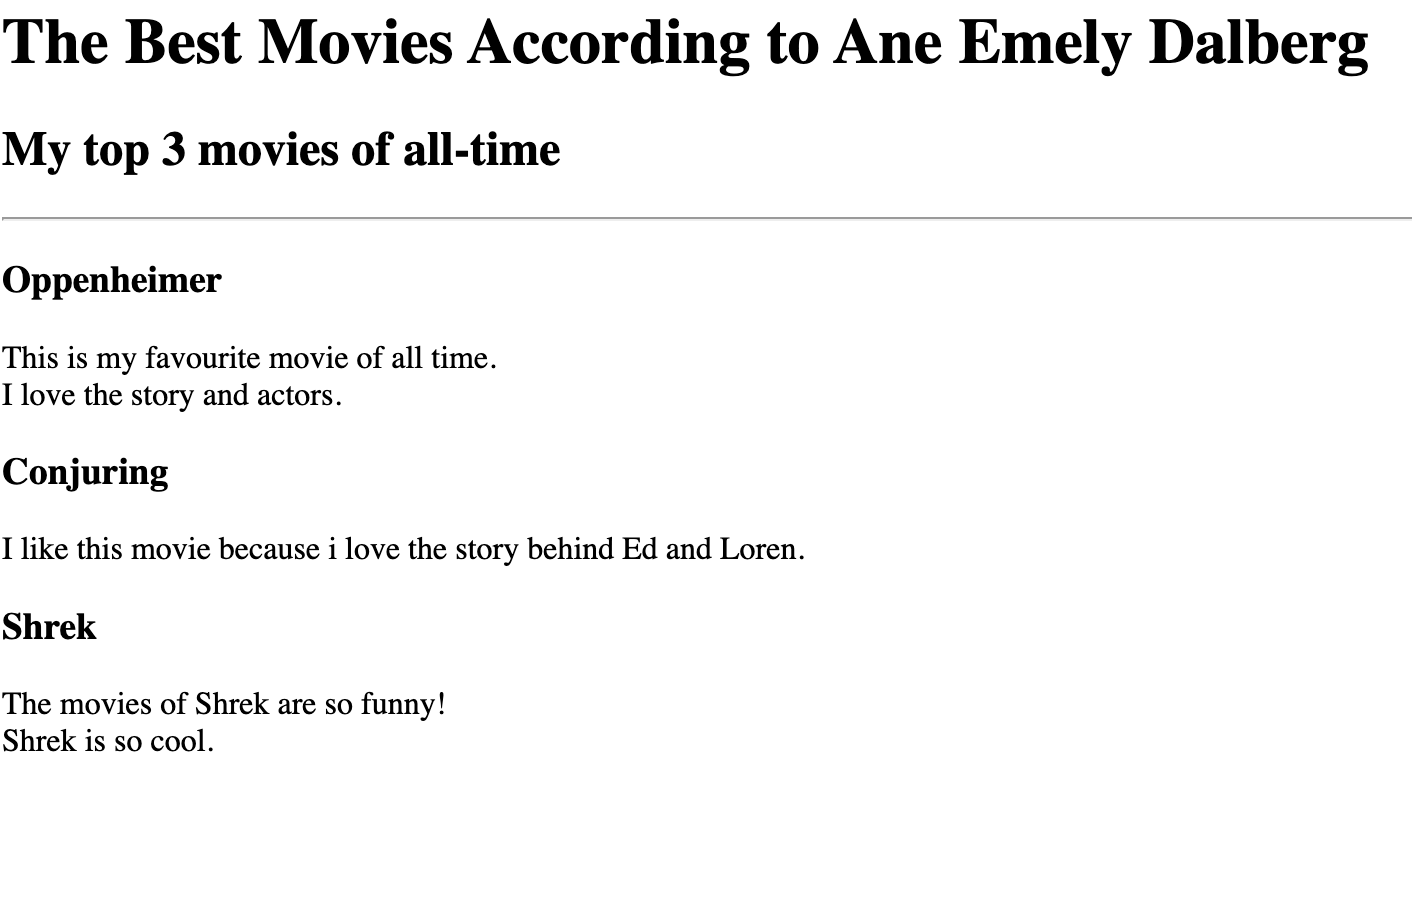 The Best Movies According to Ane Emely Dalberg
My top 3 movies of all-time
Oppenheimer
This is my favourite movie of all time.
I love the story and actors.
Conjuring
I like this movie because i love the story behind Ed and Loren.
Shrek
The movies of Shrek are so funny!
Shrek is so cool.